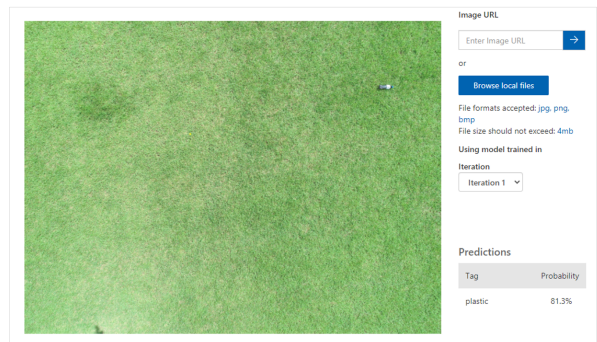 Image URL
Enter Image URL
or
Browse local files
File formats accepted: jpg, png,
bmp
File size should not exceed: 4mb
Using model trained in
Iteration
Iteration 1
Predictions
Tag Probability
plastic 81.3%